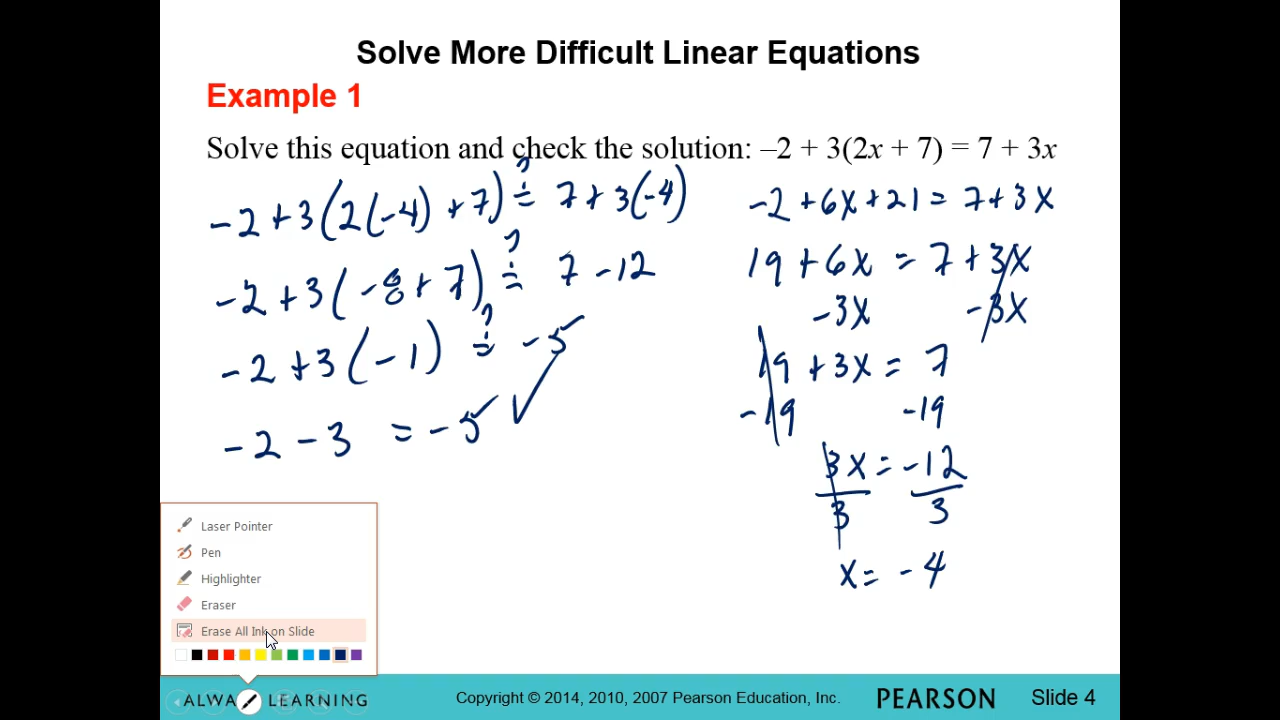 Solve More Difficult Linear Equations
Example 1
Solve this equation and check the solution: –2 + 3(2x + 7) = 7 + 3x
-2 + 3(2(-4) + 7) ≟ 7 + 3(-4)
-2 + 3(-8 + 7) ≟ 7 - 12
-2 + 3(-1) ≟ -5 ✓
-2 - 3 = -5 ✓
-2 + 6x + 21 = 7 + 3x
19 + 6x = 7 + 3x
-3x -3x
19 + 3x = 7
-19 -19
3x = -12
3 3
x = -4
Laser Pointer
Pen
Highlighter
Eraser
Erase All Ink on Slide
ALWA LEARNING
Copyright © 2014, 2010, 2007 Pearson Education, Inc.
PEARSON
Slide 4